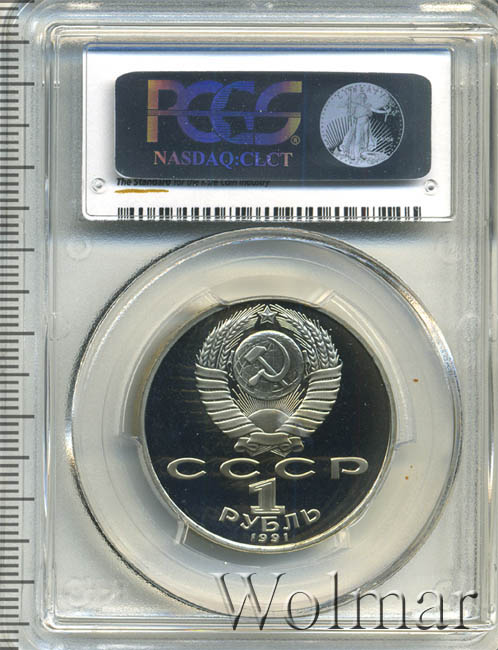 PCGS®
NASDAQ:CLCT
The Standard for the Rare Coin Industry
СССР
1
РУБЛЬ
1991
Wolmar